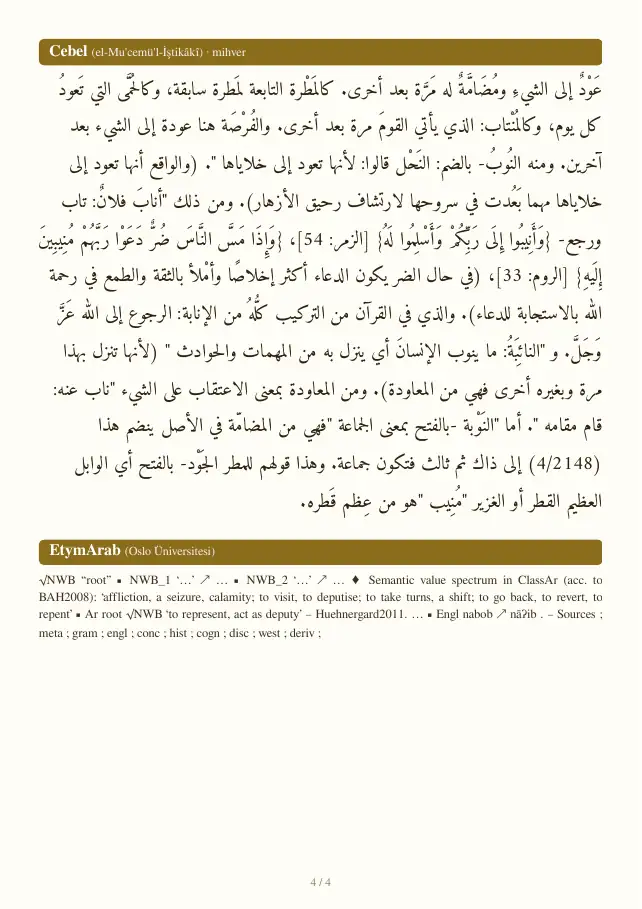 Cebel (el-Mu'cemü'l-İştikâkî) · mihver
عَوْدٌ إلى الشيءِ ومُضَامَّةٌ له مَرَّة بعد أخرى. كالمَطْرة التابعة لمَطرة سابقة، وكالحُمَّى التي تَعودُ
كل يوم، وكالمُنْتاب: الذي يأتي القومَ مرة بعد أخرى. والفُرْصَة هنا عودة إلى الشيء بعد
آخرين. ومنه النُوبُ- بالضم: النَحْل قالوا: لأنها تعود إلى خلاياها ". (والواقع أنها تعود إلى
خلاياها مهما بَعُدت في سروحها لارتشاف رحيق الأزهار). ومن ذلك "أنابَ فلانٌ: تاب
ورجع- {وَأَنِيبُوا إِلَى رَبِّكُمْ وَأَسْلِمُوا لَهُ} [الزمر: 54]، {وَإِذَا مَسَّ النَّاسَ ضُرٌّ دَعَوْا رَبَّهُمْ مُنِيبِينَ
إِلَيْهِ} [الروم: 33]، (في حال الضر يكون الدعاء أكثر إخلاصًا وأمْلأ بالثقة والطمع في رحمة
الله بالاستجابة للدعاء). والذي في القرآن من التركيب كلُّهُ من الإنابة: الرجوع إلى الله عَزَّ
وَجَلَّ. و "النائِبَةُ: ما ينوب الإنسانَ أي ينزل به من المهمات والحوادث " (لأنها تنزل بهذا
مرة وبغيره أخرى فهي من المعاودة). ومن المعاودة بمعنى الاعتقاب على الشيء "ناب عنه:
قام مقامه ". أما "النَوْبة -بالفتح بمعنى الجماعة "فهي من المضامّة في الأصل ينضم هذا
(4/2148) إلى ذاك ثم ثالث فتكون جماعة. وهذا قولهم للمطر الجَوْد- بالفتح أي الوابل
العظيم القطر أو الغزير "مُنِيب "هو من عِظم قَطره.
EtymArab (Oslo Üniversitesi)
√NWB “root” ▪ NWB_1 ‘…’ ↗ … ▪ NWB_2 ‘…’ ↗ … ♦ Semantic value spectrum in ClassAr (acc. to
BAH2008): ‘affliction, a seizure, calamity; to visit, to deputise; to take turns, a shift; to go back, to revert, to
repent’ ▪ Ar root √NWB ‘to represent, act as deputy’ – Huehnergard2011. … ▪ Engl nabob ↗ nāʔib . – Sources ;
meta ; gram ; engl ; conc ; hist ; cogn ; disc ; west ; deriv ;
4 / 4